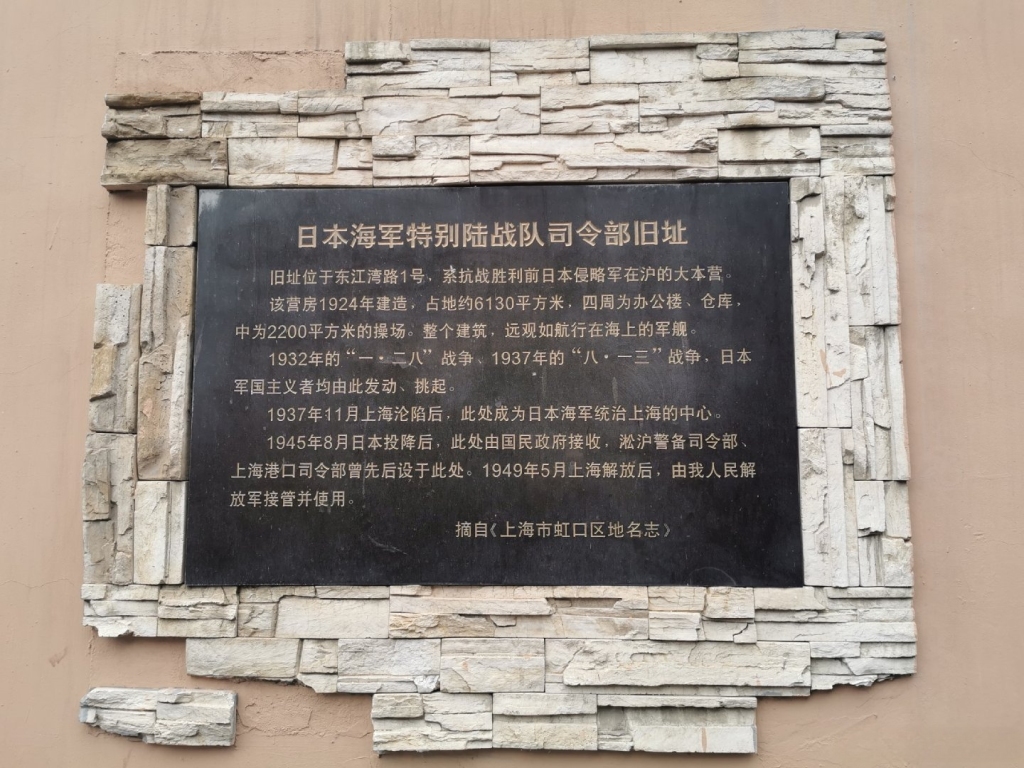 日本海军特别陆战队司令部旧址
旧址位于东江湾路1号，系抗战胜利前日本侵略军在沪的大本营。
该营房1924年建造，占地约6130平方米，四周为办公楼、仓库，
中为2200平方米的操场。整个建筑，远观如航行在海上的军舰。
1932年的“一·二八”战争、1937年的“八·一三”战争，日本
军国主义者均由此发动、挑起。
1937年11月上海沦陷后，此处成为日本海军统治上海的中心。
1945年8月日本投降后，此处由国民政府接收，淞沪警备司令部、
上海港口司令部曾先后设于此处。1949年5月上海解放后，由我人民解
放军接管并使用。
摘自《上海市虹口区地名志》